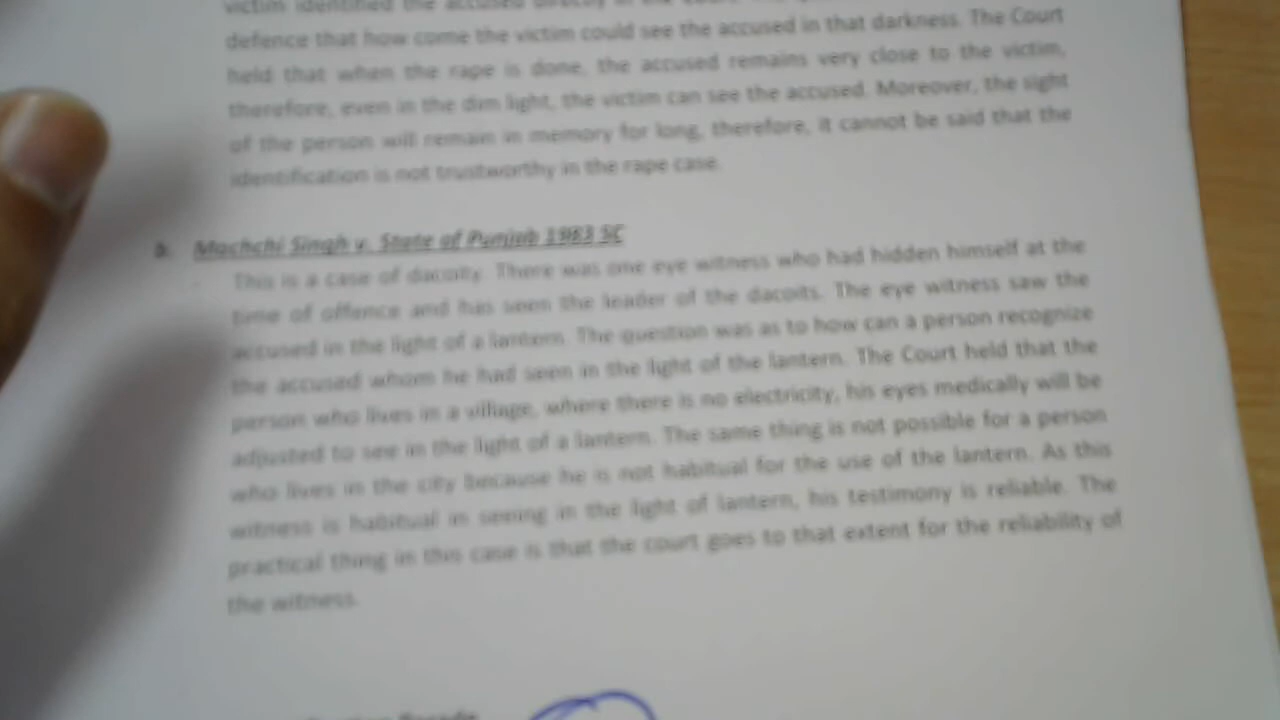 victim identified the accused directly in the
defence that how come the victim could see the accused in that darkness. The Court
held that when the rape is done, the accused remains very close to the victim,
therefore, even in the dim light, the victim can see the accused. Moreover, the sight
of the person will remain in memory for long, therefore, it cannot be said that the
identification is not trustworthy in the rape case.
Machchi Singh v. State of Punjab 1983 SC
This is a case of dacoity. There was one eye witness who had hidden himself at the
time of offence and has seen the leader of the dacoits. The eye witness saw the
accused in the light of a lantern. The question was as to how can a person recognize
the accused whom he had seen in the light of the lantern. The Court held that the
person who lives in a village, where there is no electricity, his eyes medically will be
adjusted to see in the light of a lantern. The same thing is not possible for a person
who lives in the city because he is not habitual for the use of the lantern. As this
witness is habitual in seeing in the light of lantern, his testimony is reliable. The
practical thing in this case is that the court goes to that extent for the reliability of
the witness.